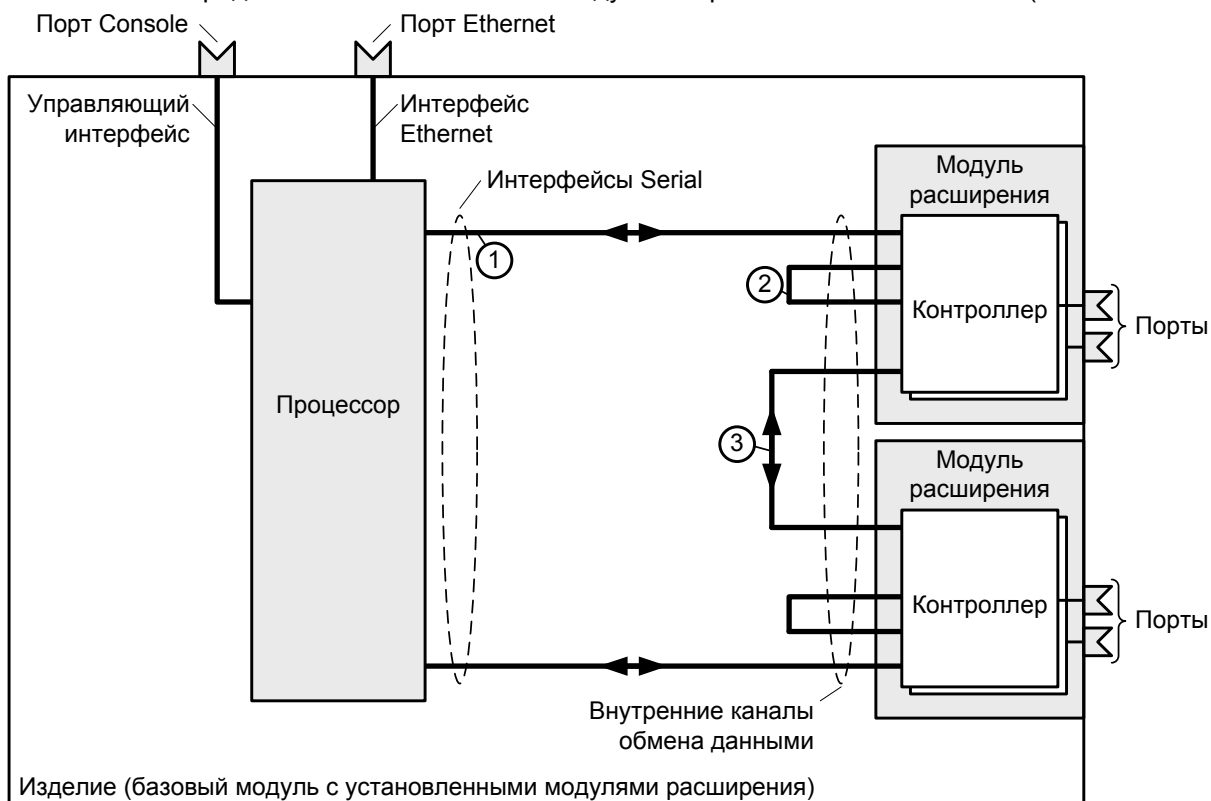 Порт Console
Порт Ethernet
Управляющий
интерфейс
Интерфейс
Ethernet
Интерфейсы Serial
Модуль
расширения
1
2
Контроллер
Порты
Процессор
3
Модуль
расширения
Контроллер
Порты
Внутренние каналы
обмена данными
Изделие (базовый модуль с установленными модулями расширения)